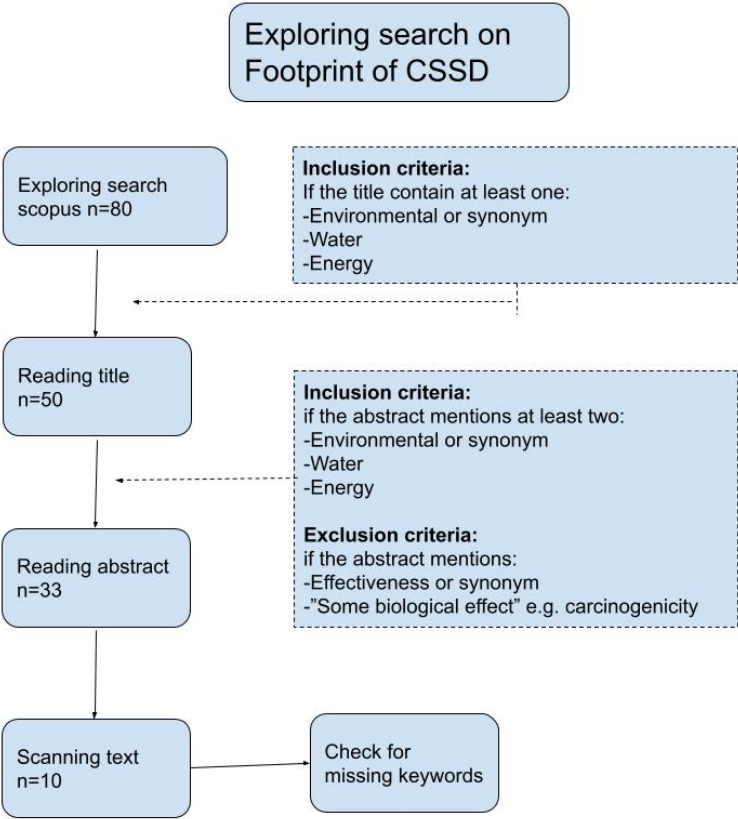 Exploring search on
Footprint of CSSD
Exploring search
scopus n=80
Inclusion criteria:
If the title contain at least one:
-Environmental or synonym
-Water
-Energy
Reading title
n=50
Inclusion criteria:
if the abstract mentions at least two:
-Environmental or synonym
-Water
-Energy
Exclusion criteria:
if the abstract mentions:
-Effectiveness or synonym
-”Some biological effect” e.g. carcinogenicity
Reading abstract
n=33
Scanning text
n=10
Check for
missing keywords